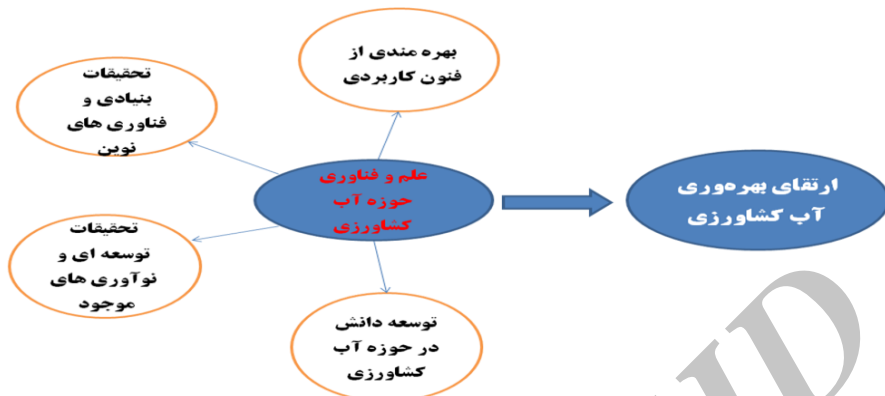 بهره مندی از
فنون کاربردی
تحقیقات
بنیادی و
فناوری های
نوین
علم و فناوری
حوزه آب
کشاورزی
ارتقای بهره‌وری
آب کشاورزی
تحقیقات
توسعه ای و
نوآوری های
موجود
توسعه دانش
در حوزه آب
کشاورزی